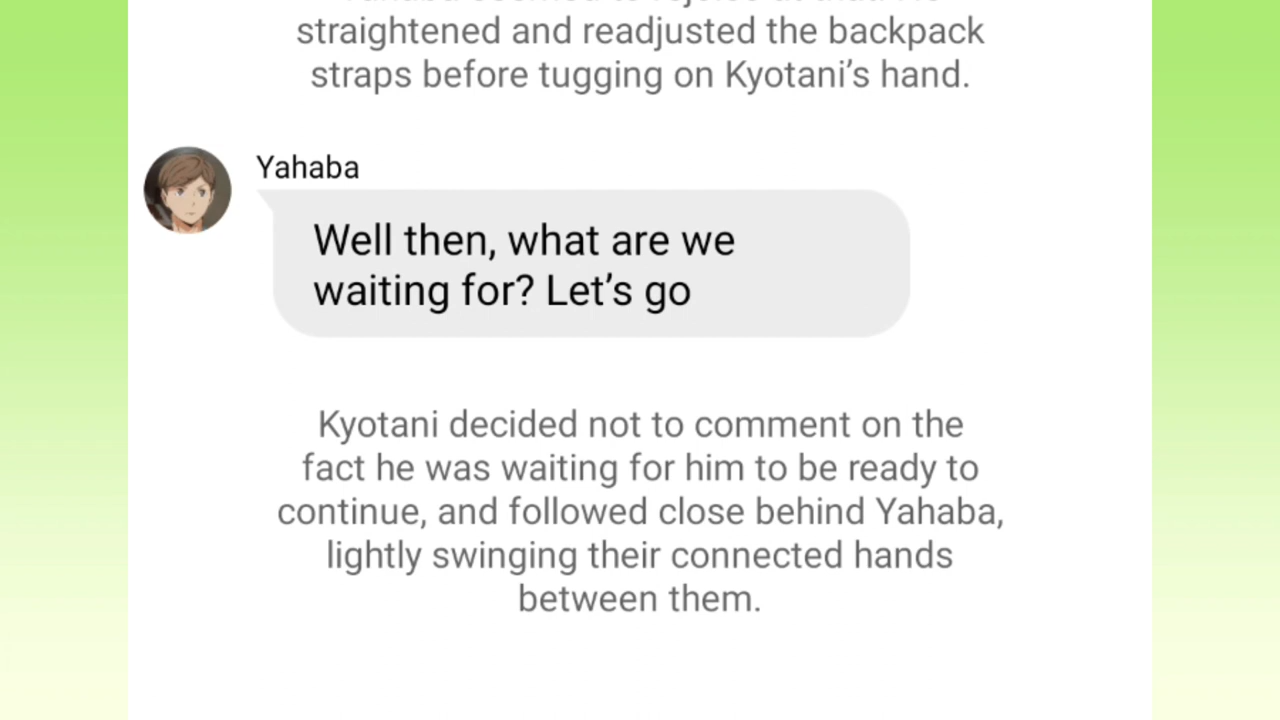 straightened and readjusted the backpack
straps before tugging on Kyotani’s hand.
Yahaba
Well then, what are we
waiting for? Let’s go
Kyotani decided not to comment on the
fact he was waiting for him to be ready to
continue, and followed close behind Yahaba,
lightly swinging their connected hands
between them.